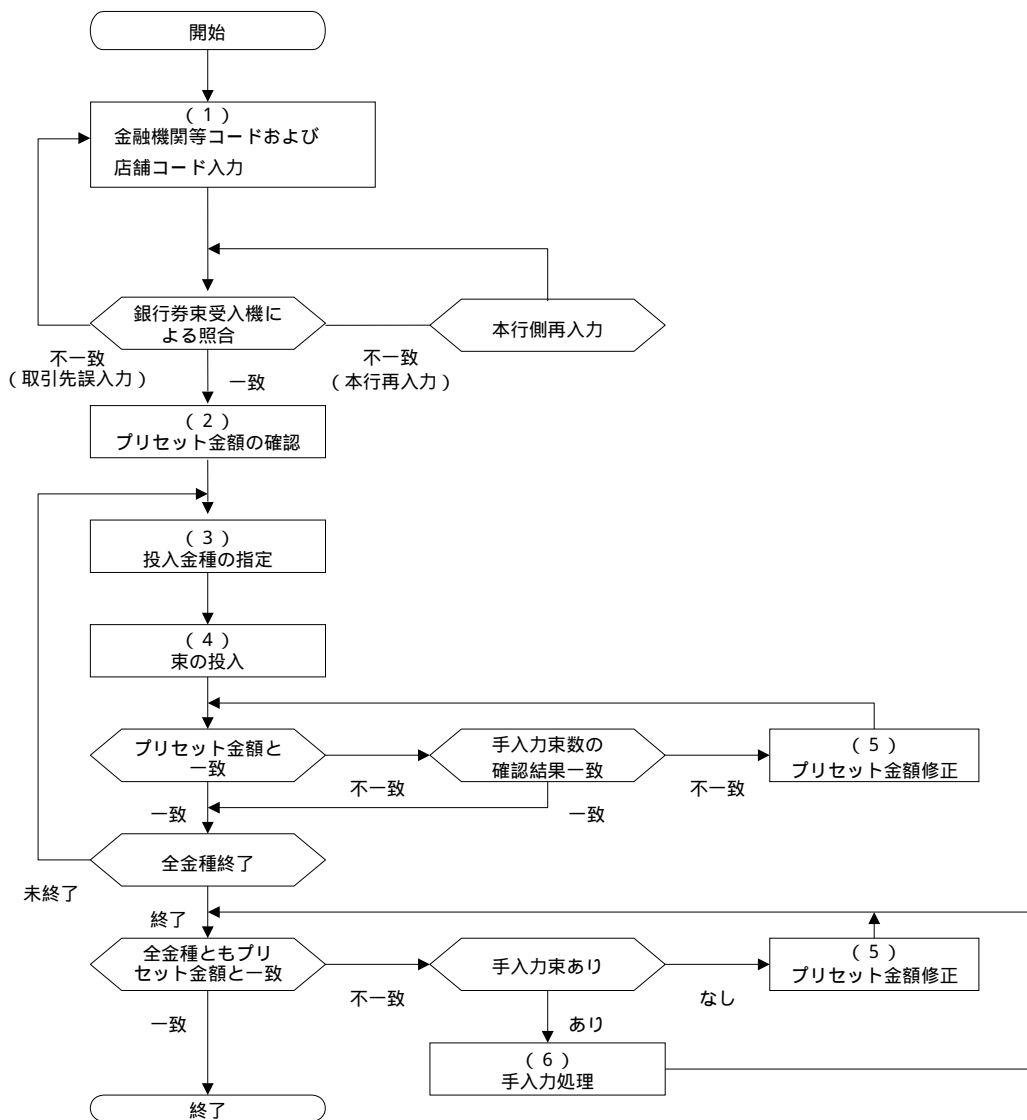 開始
（１）
金融機関等コードおよび
店舗コード入力
銀行券束受入機に
よる照合
本行側再入力
不一致
（取引先誤入力）
一致
不一致
（本行再入力）
（２）
プリセット金額の確認
（３）
投入金種の指定
（４）
束の投入
プリセット金額と
一致
手入力束数の
確認結果一致
（５）
プリセット金額修正
不一致
不一致
一致
一致
全金種終了
未終了
終了
全金種ともプリ
セット金額と一致
手入力束あり
（５）
プリセット金額修正
不一致
なし
一致
あり
（６）
手入力処理
終了